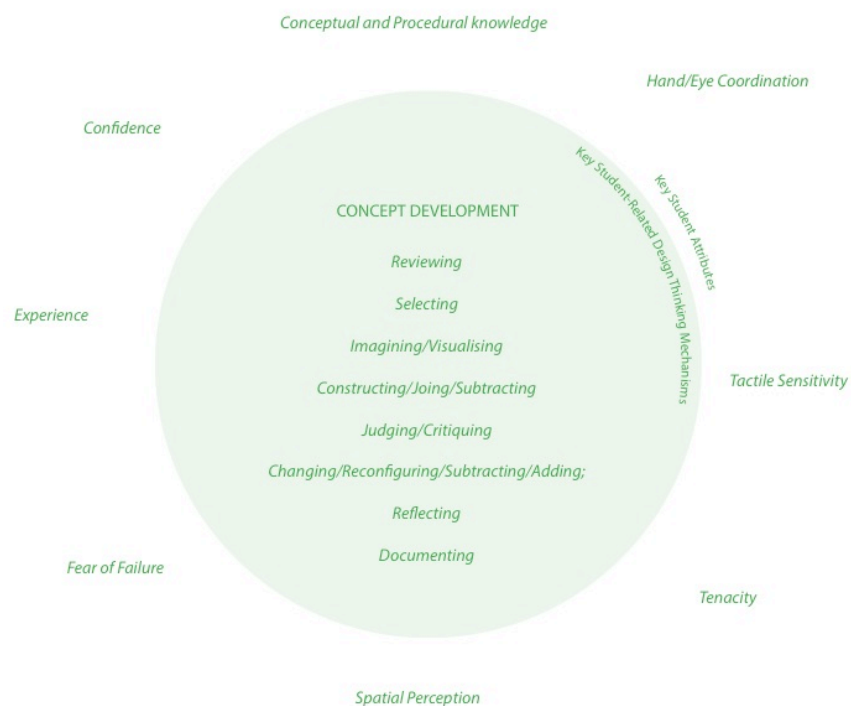 Conceptual and Procedural knowledge
Hand/Eye Coordination
Confidence
Key Student-Related Design Thinking Mechanisms
Key Student Attributes
CONCEPT DEVELOPMENT
Reviewing
Selecting
Experience
Imagining/Visualising
Tactile Sensitivity
Constructing/Joing/Subtracting
Judging/Critiquing
Changing/Reconfiguring/Subtracting/Adding;
Reflecting
Documenting
Fear of Failure
Tenacity
Spatial Perception